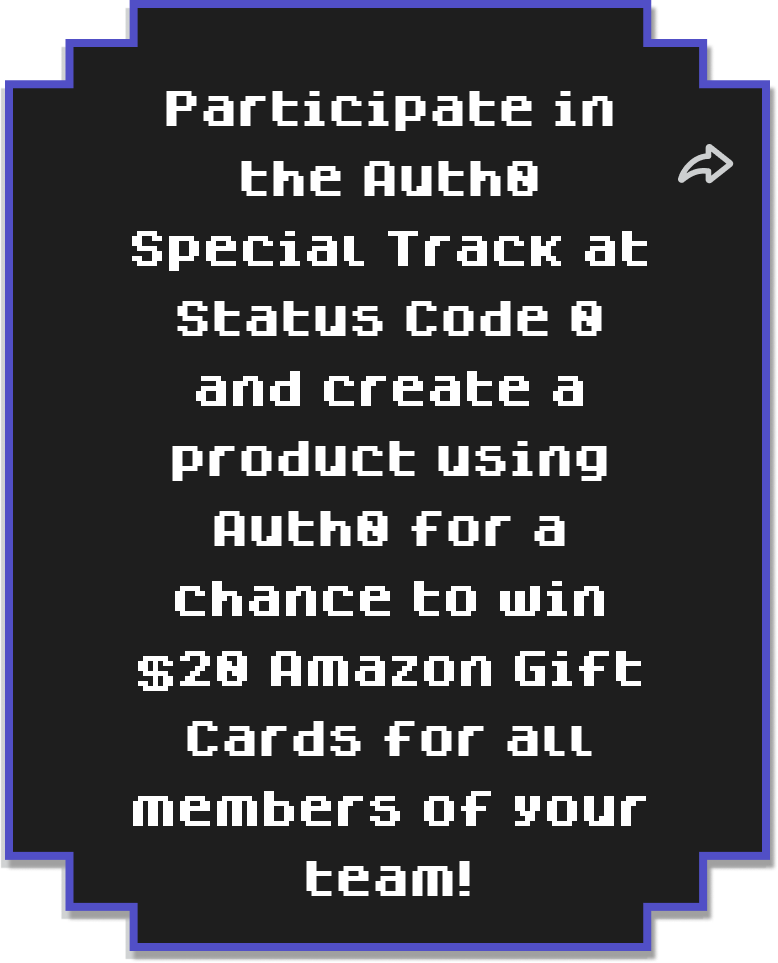 Participate in
the Auth0
Special Track at
Status Code 0
and create a
product using
Auth0 for a
chance to win
$20 Amazon Gift
Cards for all
members of your
team!